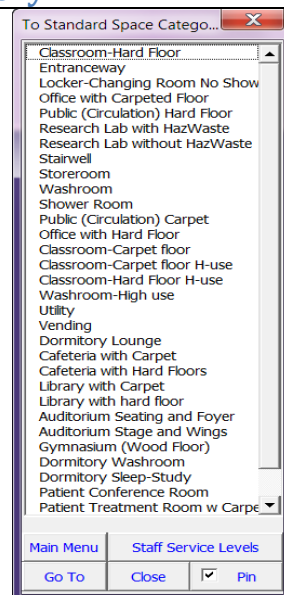 To Standard Space Catego...
Classroom-Hard Floor
Entranceway
Locker-Changing Room No Show
Office with Carpeted Floor
Public (Circulation) Hard Floor
Research Lab with HazWaste
Research Lab without HazWaste
Stairwell
Storeroom
Washroom
Shower Room
Public (Circulation) Carpet
Office with Hard Floor
Classroom-Carpet floor
Classroom-Carpet floor H-use
Classroom-Hard Floor H-use
Washroom-High use
Utility
Vending
Dormitory Lounge
Cafeteria with Carpet
Cafeteria with Hard Floors
Library with Carpet
Library with hard floor
Auditorium Seating and Foyer
Auditorium Stage and Wings
Gymnasium (Wood Floor)
Dormitory Washroom
Dormitory Sleep-Study
Patient Conference Room
Patient Treatment Room w Carpe
Main Menu Staff Service Levels
Go To Close Pin